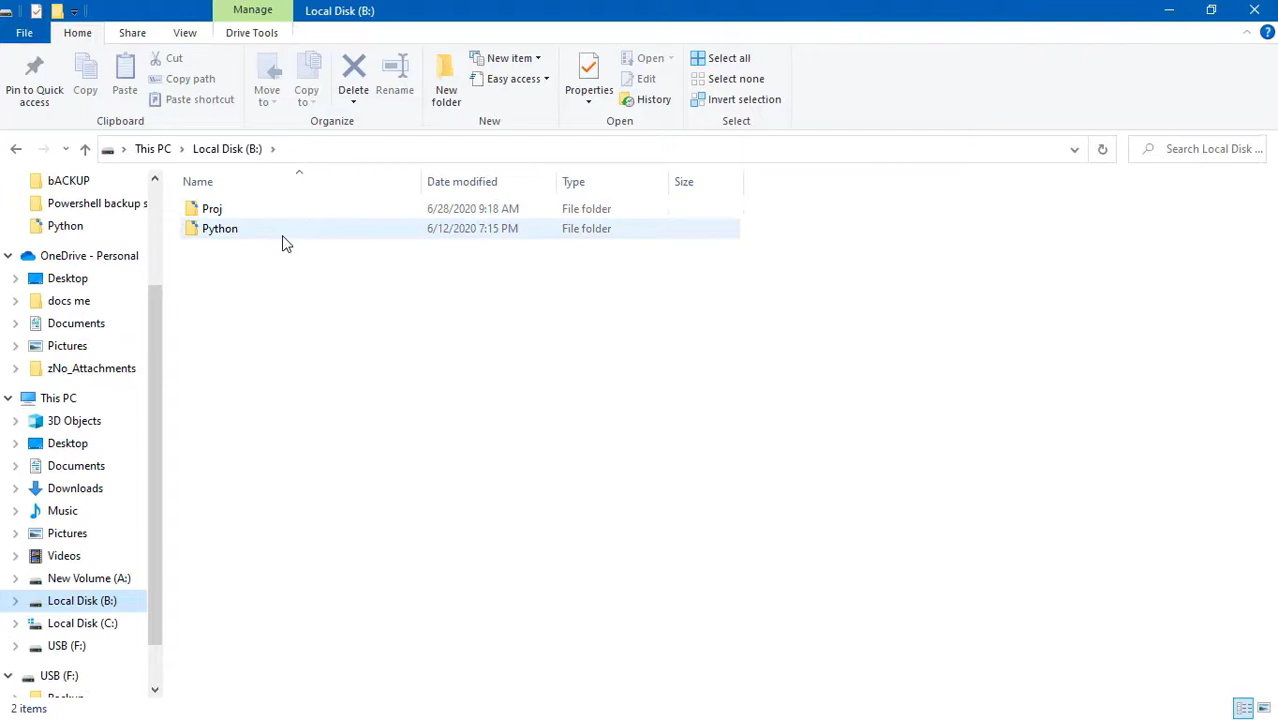 Manage
Local Disk (B:)
File
Home
Share
View
Drive Tools
Pin to Quick access
Copy
Paste
Cut
Copy path
Paste shortcut
Clipboard
Move to
Copy to
Delete
Rename
Organize
New folder
New item
Easy access
New
Properties
Open
Edit
History
Open
Select all
Select none
Invert selection
Select
This PC
Local Disk (B:)
Search Local Disk ...
bACKUP
Powershell backup s
Python
OneDrive - Personal
Desktop
docs me
Documents
Pictures
zNo_Attachments
This PC
3D Objects
Desktop
Documents
Downloads
Music
Pictures
Videos
New Volume (A:)
Local Disk (B:)
Local Disk (C:)
USB (F:)
USB (F:)
Backup
Name Date modified Type Size
Proj 6/28/2020 9:18 AM File folder
Python 6/12/2020 7:15 PM File folder
2 items